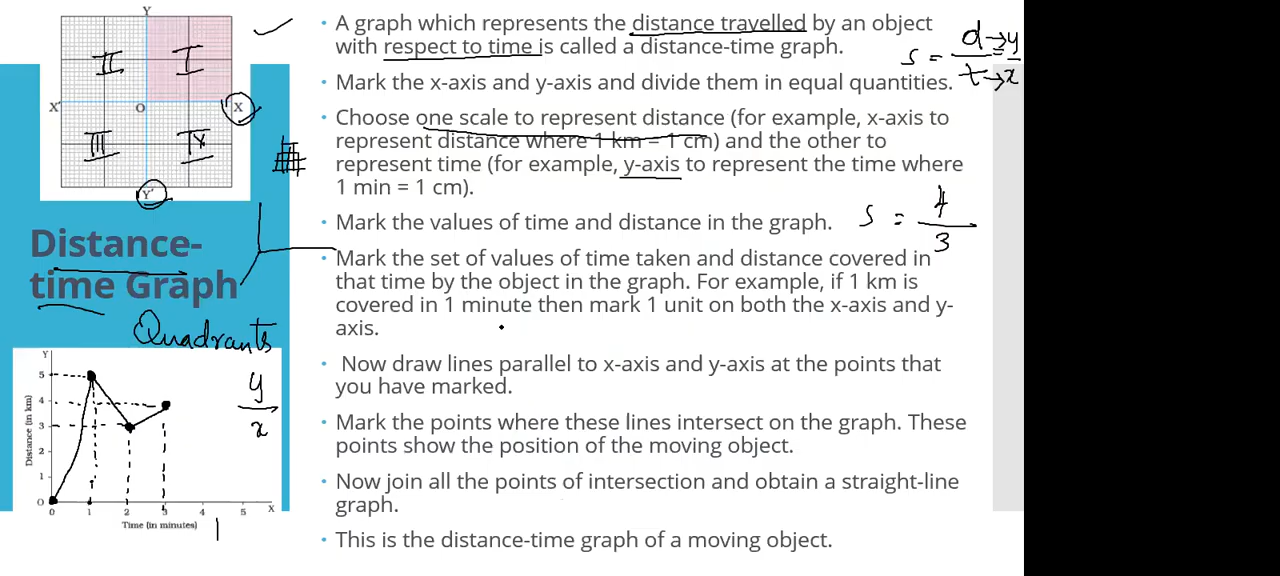 Y
II
I
X'
O
X
III
IV
Y'
Distance-
time Graph
Quadrants
Y
5
4
3
2
1
O
Distance (in km)
0 1 2 3 4 5
X
Time (in minutes)
y
x
• A graph which represents the distance travelled by an object
with respect to time is called a distance-time graph.
• Mark the x-axis and y-axis and divide them in equal quantities.
• Choose one scale to represent distance (for example, x-axis to
represent distance where 1 km = 1 cm) and the other to
represent time (for example, y-axis to represent the time where
1 min = 1 cm).
• Mark the values of time and distance in the graph.
• Mark the set of values of time taken and distance covered in
that time by the object in the graph. For example, if 1 km is
covered in 1 minute then mark 1 unit on both the x-axis and y-
axis.
• Now draw lines parallel to x-axis and y-axis at the points that
you have marked.
• Mark the points where these lines intersect on the graph. These
points show the position of the moving object.
• Now join all the points of intersection and obtain a straight-line
graph.
• This is the distance-time graph of a moving object.
s = d → y
t → x
s = 4
3